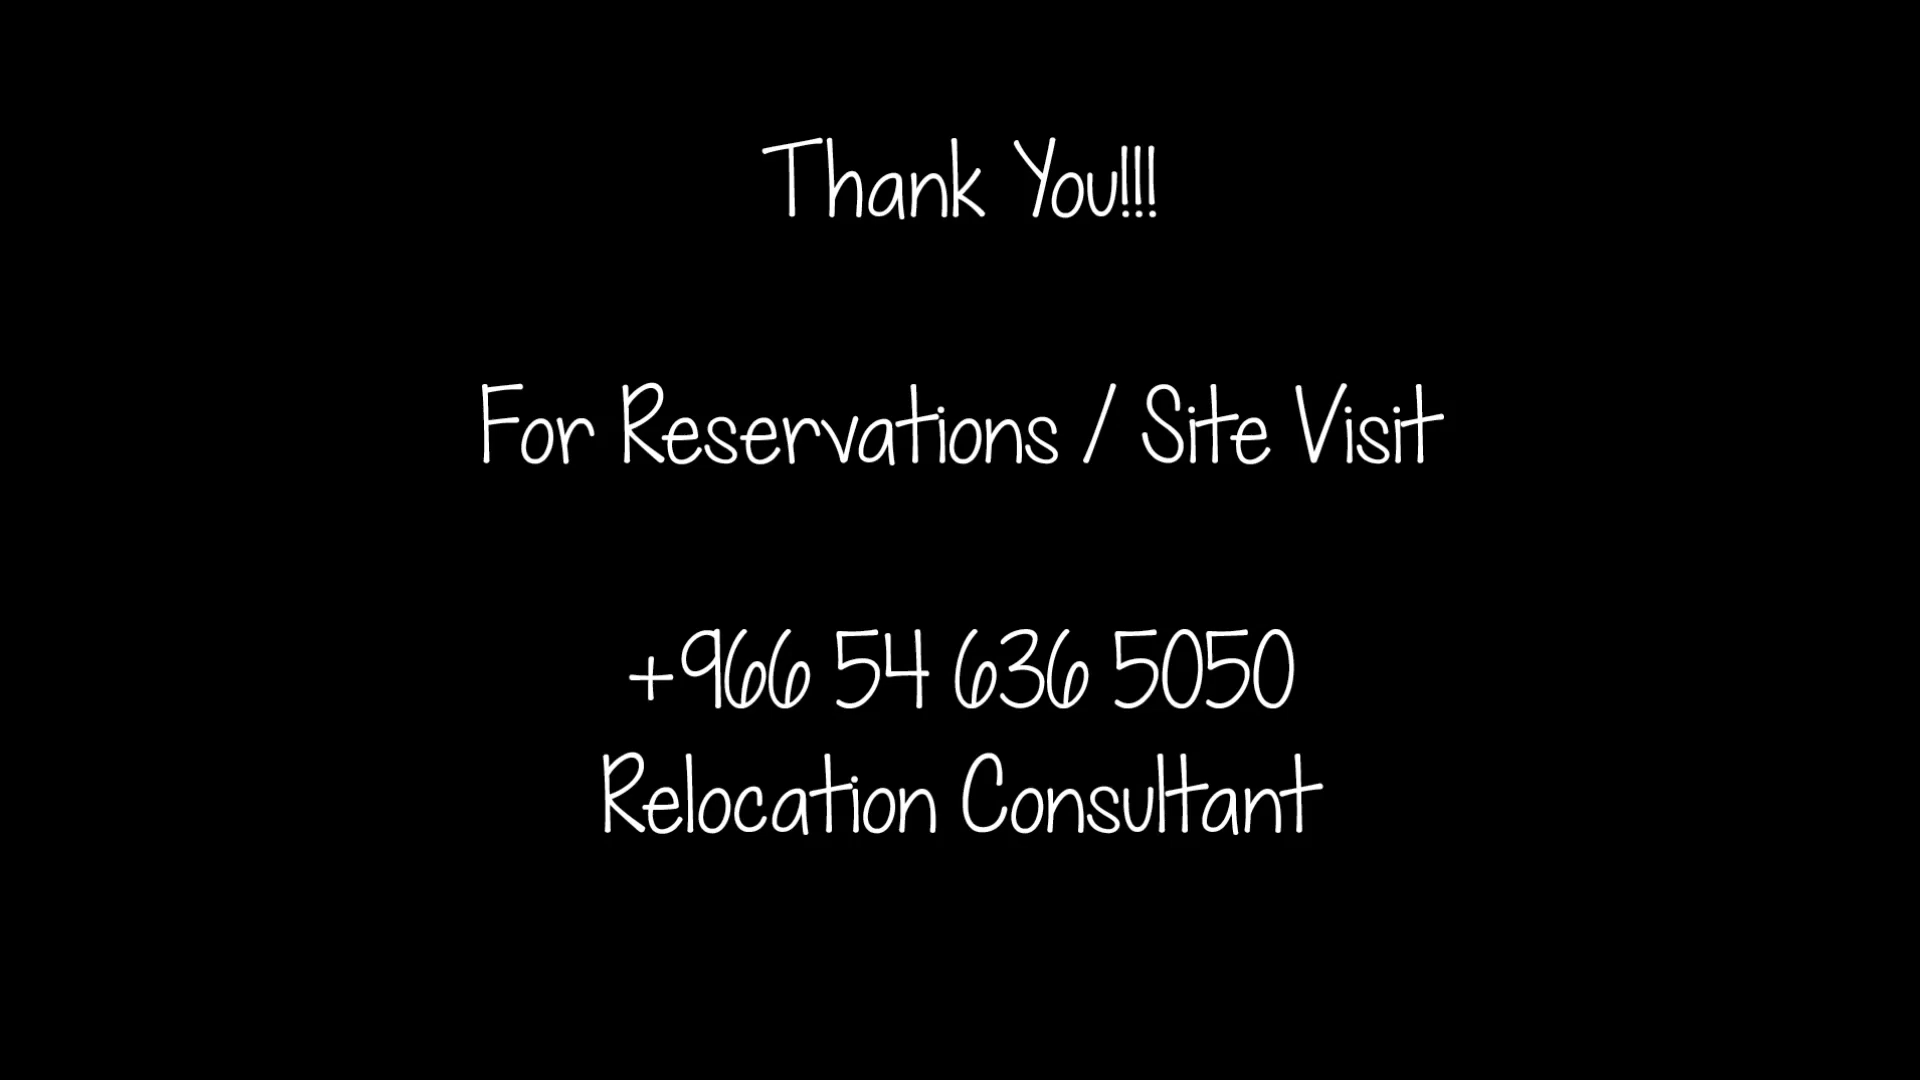 Thank You!!!
For Reservations / Site Visit
+966 54 636 5050
Relocation Consultant